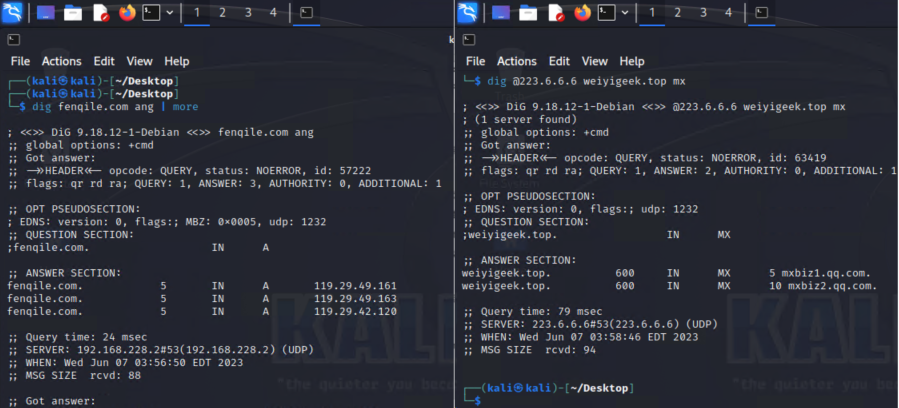 1 2 3 4
File Actions Edit View Help
┌──(kali㉿kali)-[~/Desktop]
┌──(kali㉿kali)-[~/Desktop]
└─$ dig fenqile.com ang | more
; <<>> DiG 9.18.12-1-Debian <<>> fenqile.com ang
;; global options: +cmd
;; Got answer:
;; ->>HEADER<<- opcode: QUERY, status: NOERROR, id: 57222
;; flags: qr rd ra; QUERY: 1, ANSWER: 3, AUTHORITY: 0, ADDITIONAL: 1
;; OPT PSEUDOSECTION:
; EDNS: version: 0, flags:; MBZ: 0x0005, udp: 1232
;; QUESTION SECTION:
;fenqile.com. IN A
;; ANSWER SECTION:
fenqile.com. 5 IN A 119.29.49.161
fenqile.com. 5 IN A 119.29.49.163
fenqile.com. 5 IN A 119.29.42.120
;; Query time: 24 msec
;; SERVER: 192.168.228.2#53(192.168.228.2) (UDP)
;; WHEN: Wed Jun 07 03:56:50 EDT 2023
;; MSG SIZE rcvd: 88
;; Got answer:
KALI
"the quieter you bec
1 2 3 4
k
File Actions Edit View Help
└─$ dig @223.6.6.6 weiyigeek.top mx
; <<>> DiG 9.18.12-1-Debian <<>> @223.6.6.6 weiyigeek.top mx
; (1 server found)
;; global options: +cmd
;; Got answer:
;; ->>HEADER<<- opcode: QUERY, status: NOERROR, id: 63419
;; flags: qr rd ra; QUERY: 1, ANSWER: 2, AUTHORITY: 0, ADDITIONAL: 1
;; OPT PSEUDOSECTION:
; EDNS: version: 0, flags:; udp: 1232
;; QUESTION SECTION:
;weiyigeek.top. IN MX
;; ANSWER SECTION:
weiyigeek.top. 600 IN MX 5 mxbiz1.qq.com.
weiyigeek.top. 600 IN MX 10 mxbiz2.qq.com.
;; Query time: 79 msec
;; SERVER: 223.6.6.6#53(223.6.6.6) (UDP)
;; WHEN: Wed Jun 07 03:58:46 EDT 2023
;; MSG SIZE rcvd: 94
┌──(kali㉿kali)-[~/Desktop]
└─$
KALI
"the quieter you be